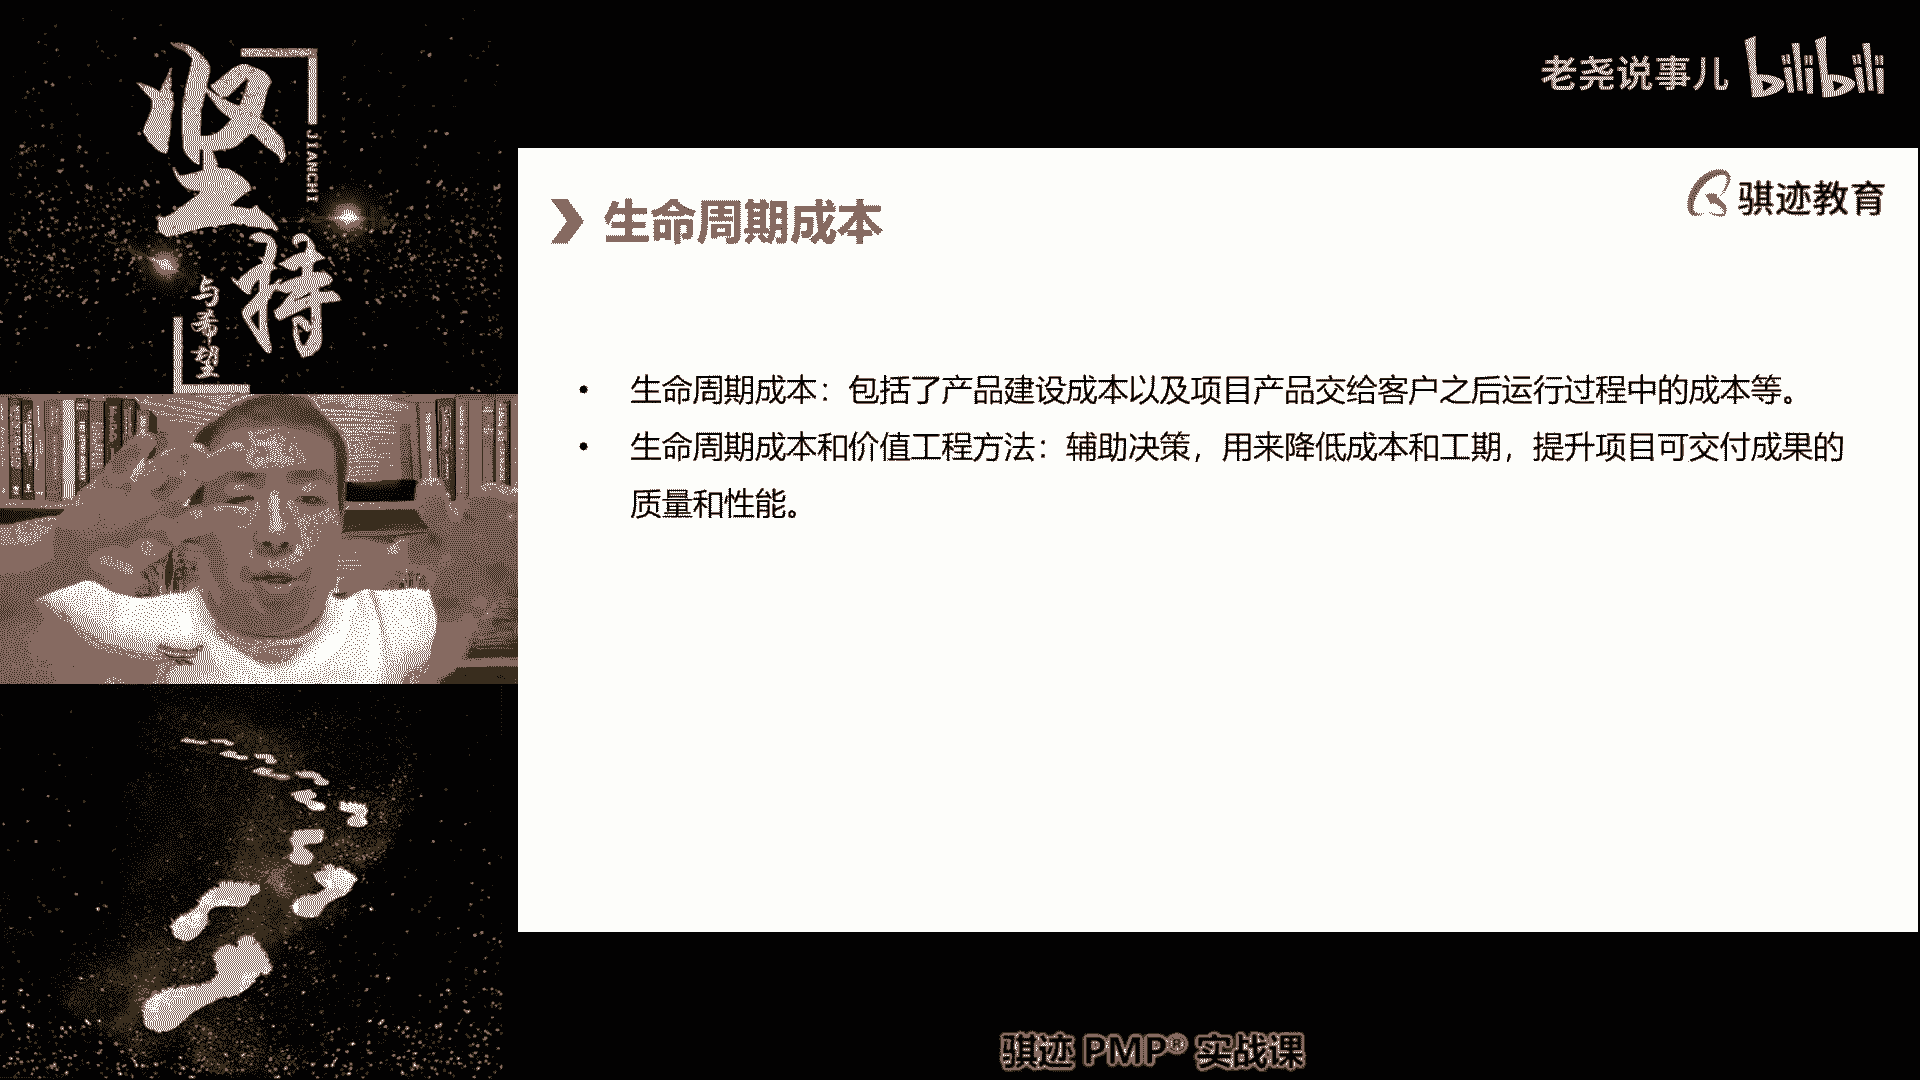 坚持
JIANCHI
与希望
老尧说事儿 bilibili
骐迹教育
生命周期成本
• 生命周期成本：包括了产品建设成本以及项目产品交给客户之后运行过程中的成本等。
• 生命周期成本和价值工程方法：辅助决策，用来降低成本和工期，提升项目可交付成果的
质量和性能。
骐迹 PMP® 实战课